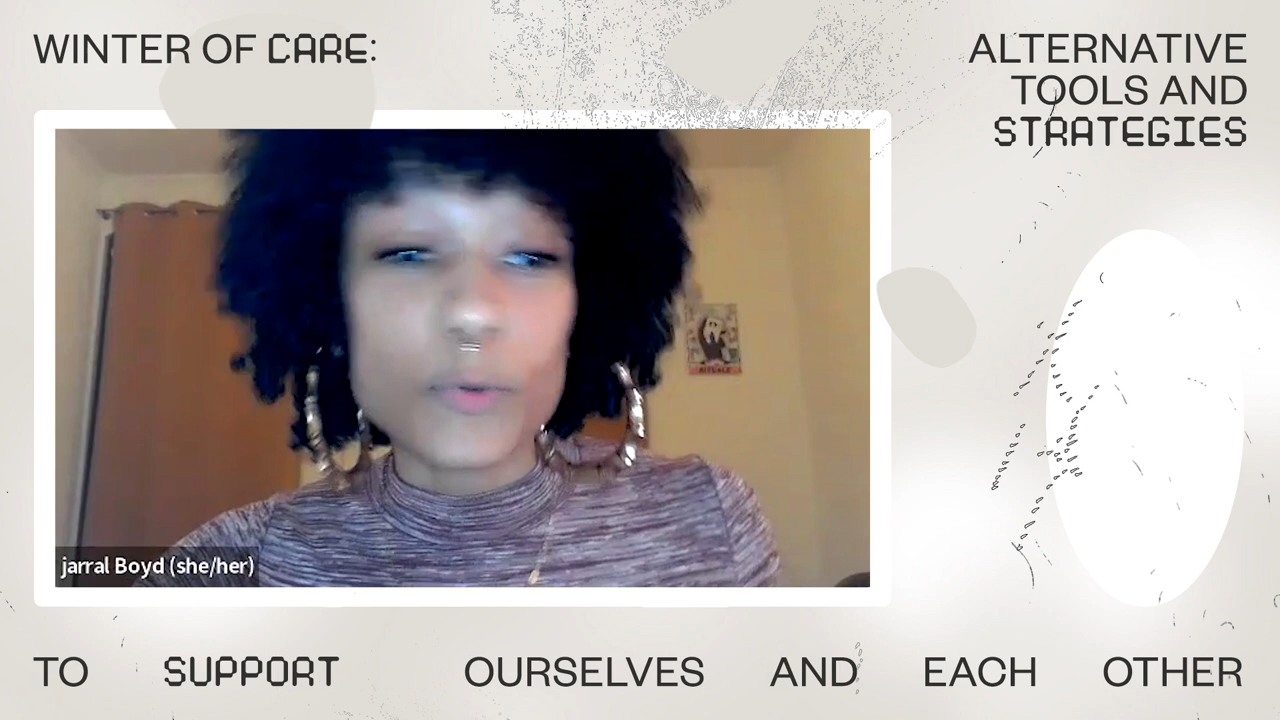 WINTER OF CARE:
ALTERNATIVE
TOOLS AND
STRATEGIES
jarral Boyd (she/her)
TO SUPPORT OURSELVES AND EACH OTHER